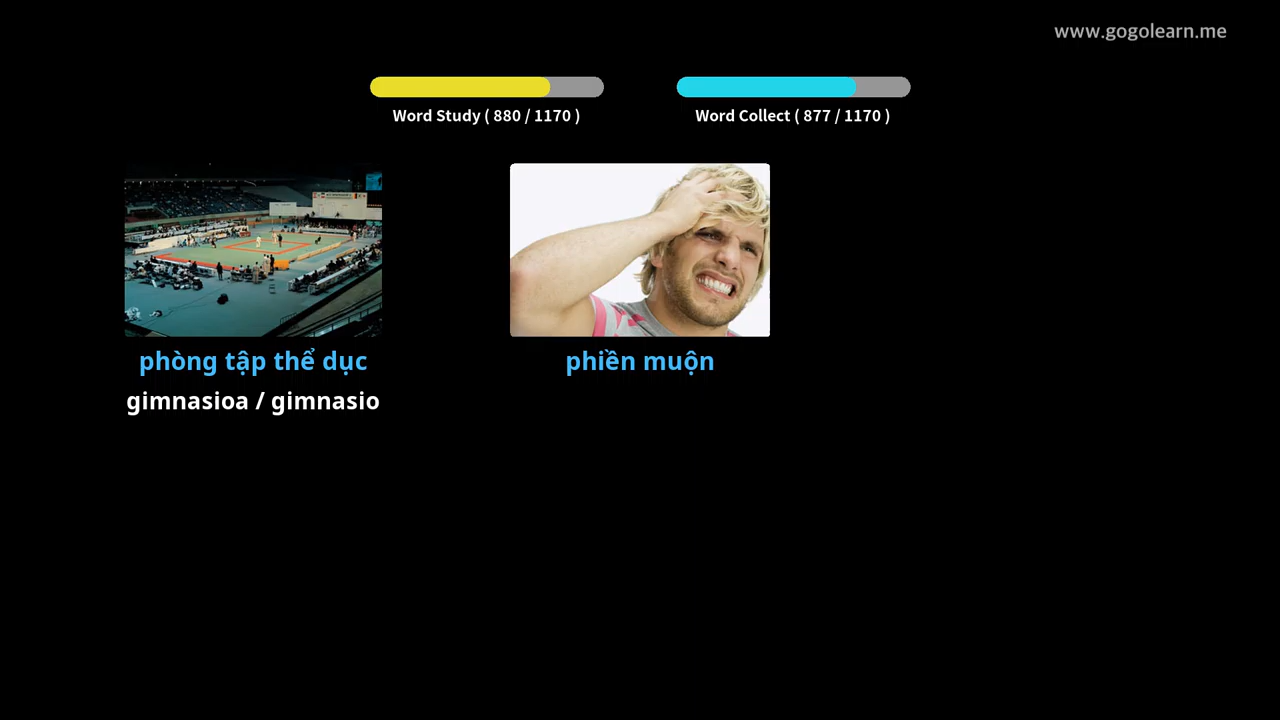 www.gogolearn.me
Word Study ( 880 / 1170 )
Word Collect ( 877 / 1170 )
phòng tập thể dục
gimnasioa / gimnasio
phiền muộn